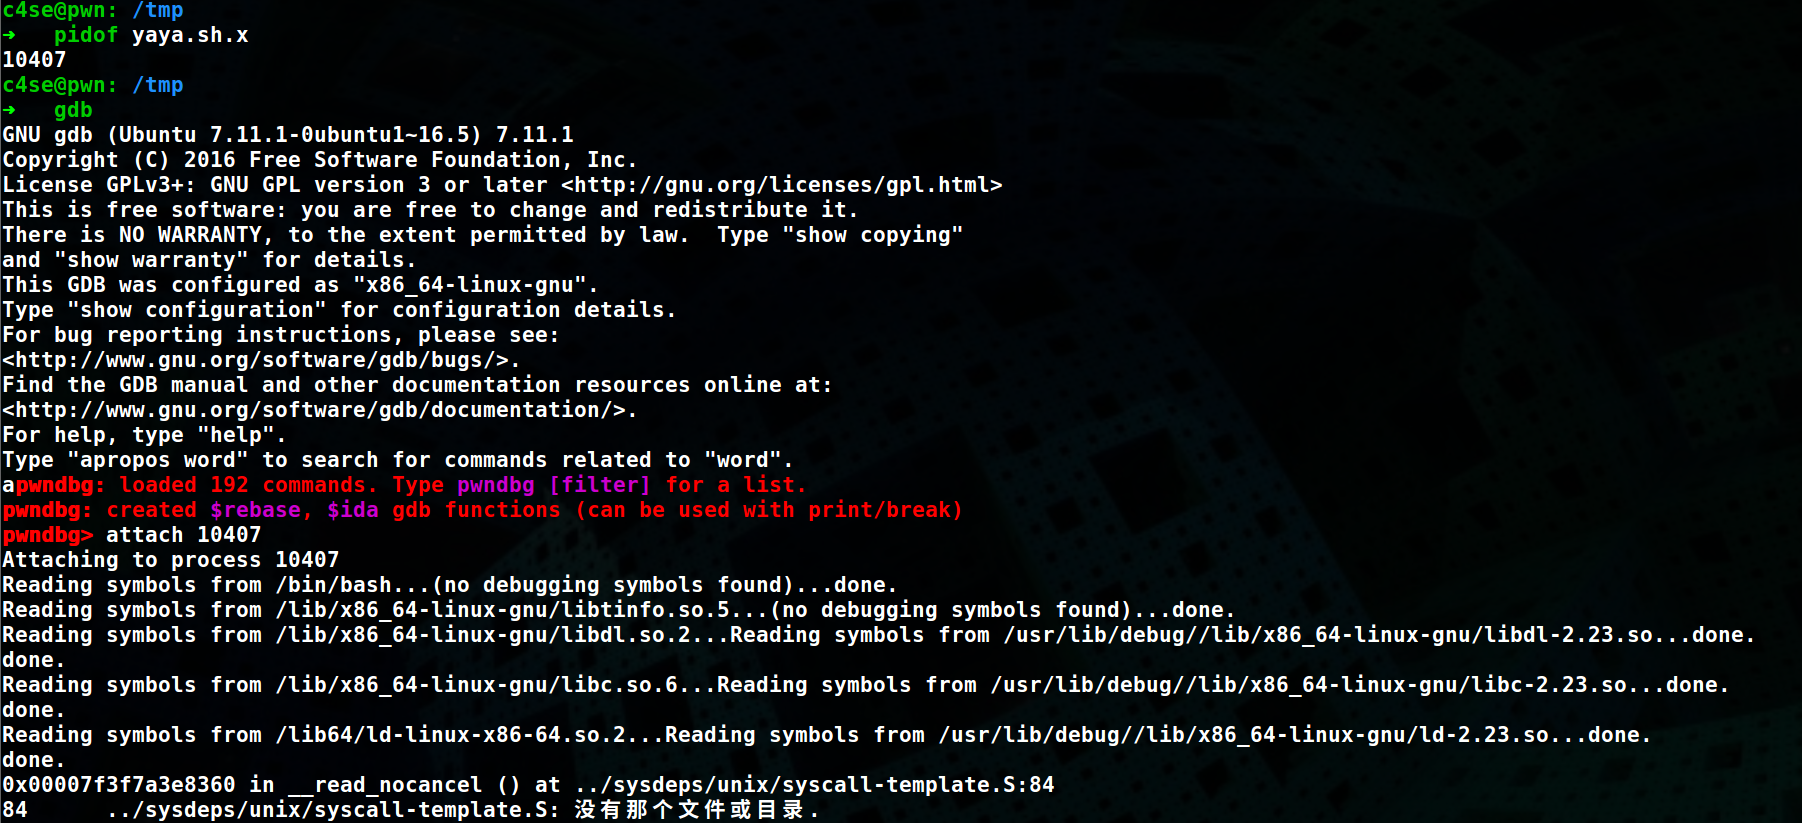 c4se@pwn: /tmp
➜   pidof yaya.sh.x
10407
c4se@pwn: /tmp
➜   gdb
GNU gdb (Ubuntu 7.11.1-0ubuntu1~16.5) 7.11.1
Copyright (C) 2016 Free Software Foundation, Inc.
License GPLv3+: GNU GPL version 3 or later <http://gnu.org/licenses/gpl.html>
This is free software: you are free to change and redistribute it.
There is NO WARRANTY, to the extent permitted by law.  Type "show copying"
and "show warranty" for details.
This GDB was configured as "x86_64-linux-gnu".
Type "show configuration" for configuration details.
For bug reporting instructions, please see:
<http://www.gnu.org/software/gdb/bugs/>.
Find the GDB manual and other documentation resources online at:
<http://www.gnu.org/software/gdb/documentation/>.
For help, type "help".
Type "apropos word" to search for commands related to "word".
apwndbg: loaded 192 commands. Type pwndbg [filter] for a list.
pwndbg: created $rebase, $ida gdb functions (can be used with print/break)
pwndbg> attach 10407
Attaching to process 10407
Reading symbols from /bin/bash...(no debugging symbols found)...done.
Reading symbols from /lib/x86_64-linux-gnu/libtinfo.so.5...(no debugging symbols found)...done.
Reading symbols from /lib/x86_64-linux-gnu/libdl.so.2...Reading symbols from /usr/lib/debug//lib/x86_64-linux-gnu/libdl-2.23.so...done.
done.
Reading symbols from /lib/x86_64-linux-gnu/libc.so.6...Reading symbols from /usr/lib/debug//lib/x86_64-linux-gnu/libc-2.23.so...done.
done.
Reading symbols from /lib64/ld-linux-x86-64.so.2...Reading symbols from /usr/lib/debug//lib/x86_64-linux-gnu/ld-2.23.so...done.
done.
0x00007f3f7a3e8360 in __read_nocancel () at ../sysdeps/unix/syscall-template.S:84
84      ../sysdeps/unix/syscall-template.S: 没有那个文件或目录.